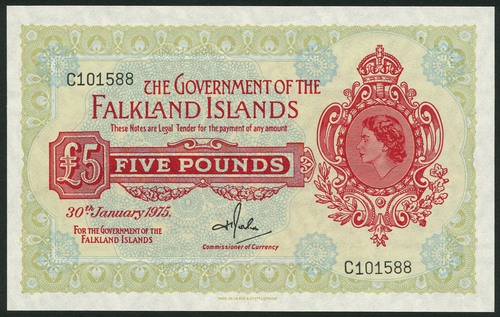 C101588
THE GOVERNMENT OF THE
FALKLAND ISLANDS
These Notes are Legal Tender for the payment of any amount
£5 FIVE POUNDS
30th January 1975.
FOR THE GOVERNMENT OF THE
FALKLAND ISLANDS
Commissioner of Currency
C101588